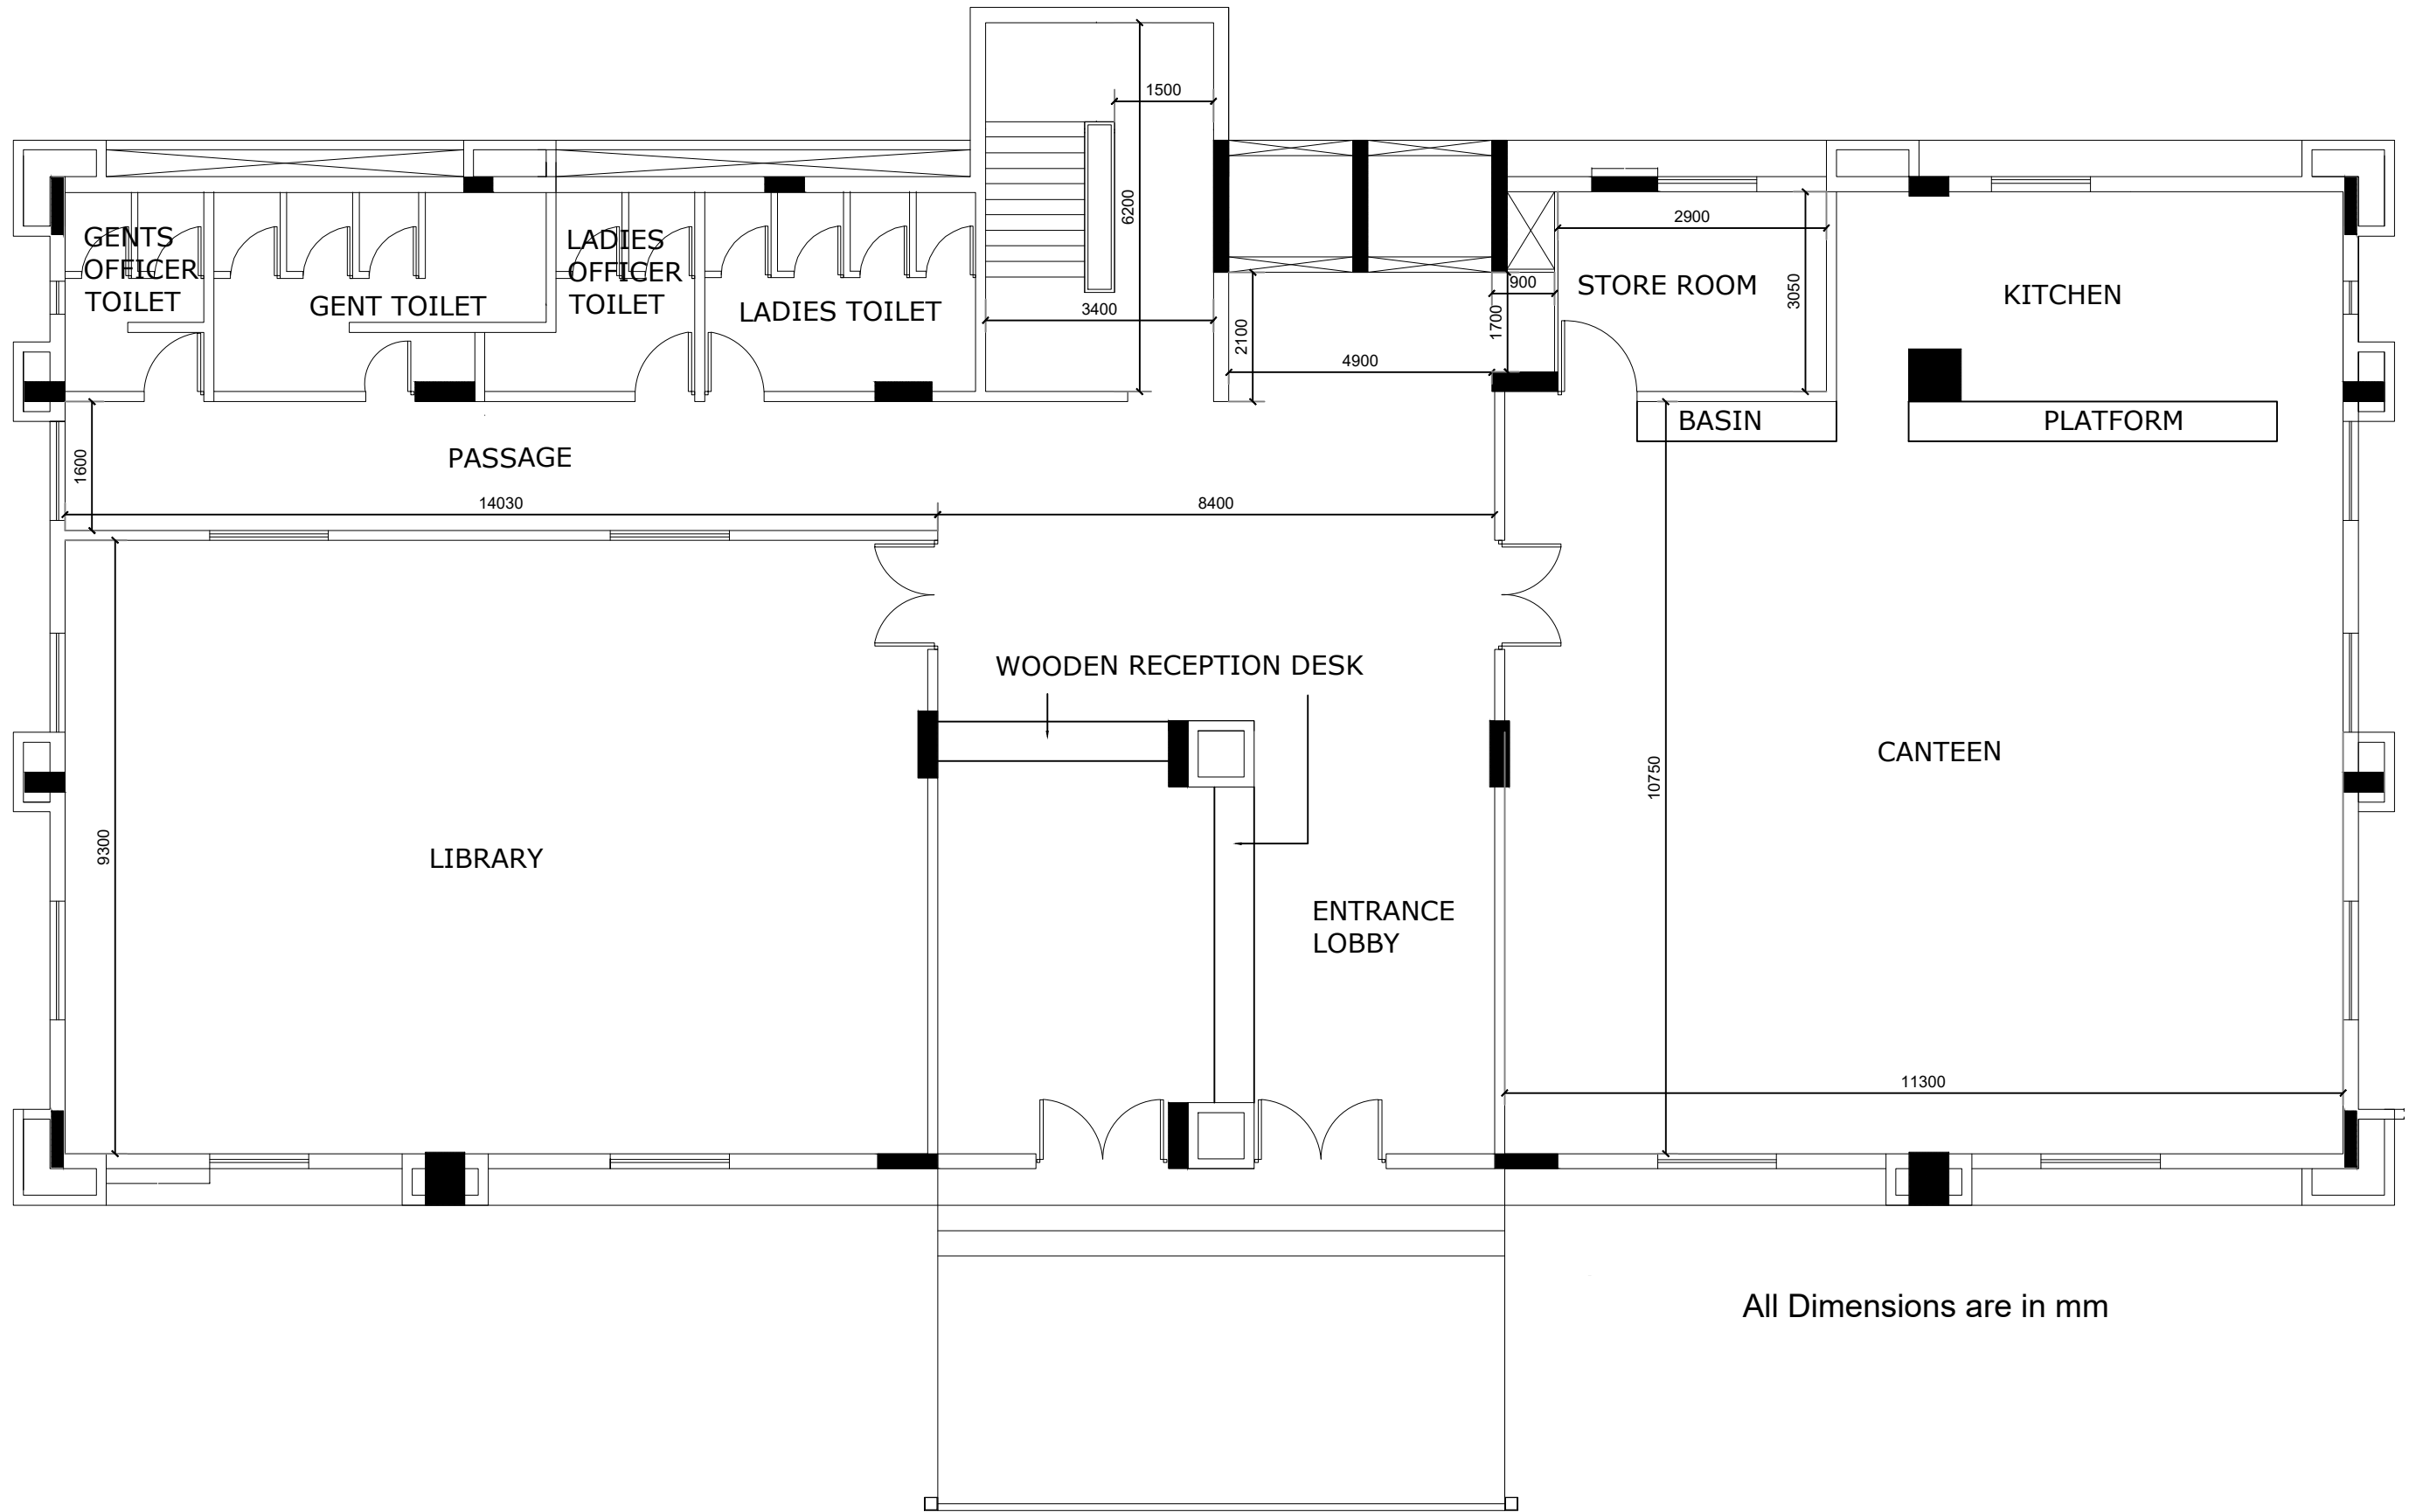 1500
6200
2900
GENTS
OFFICER
TOILET
GENT TOILET
LADIES
OFFICER
TOILET
LADIES TOILET
3400
2100
4900
900
1700
STORE ROOM
3050
KITCHEN
BASIN
PLATFORM
PASSAGE
1600
14030
8400
WOODEN RECEPTION DESK
CANTEEN
10750
9300
LIBRARY
ENTRANCE
LOBBY
11300
All Dimensions are in mm